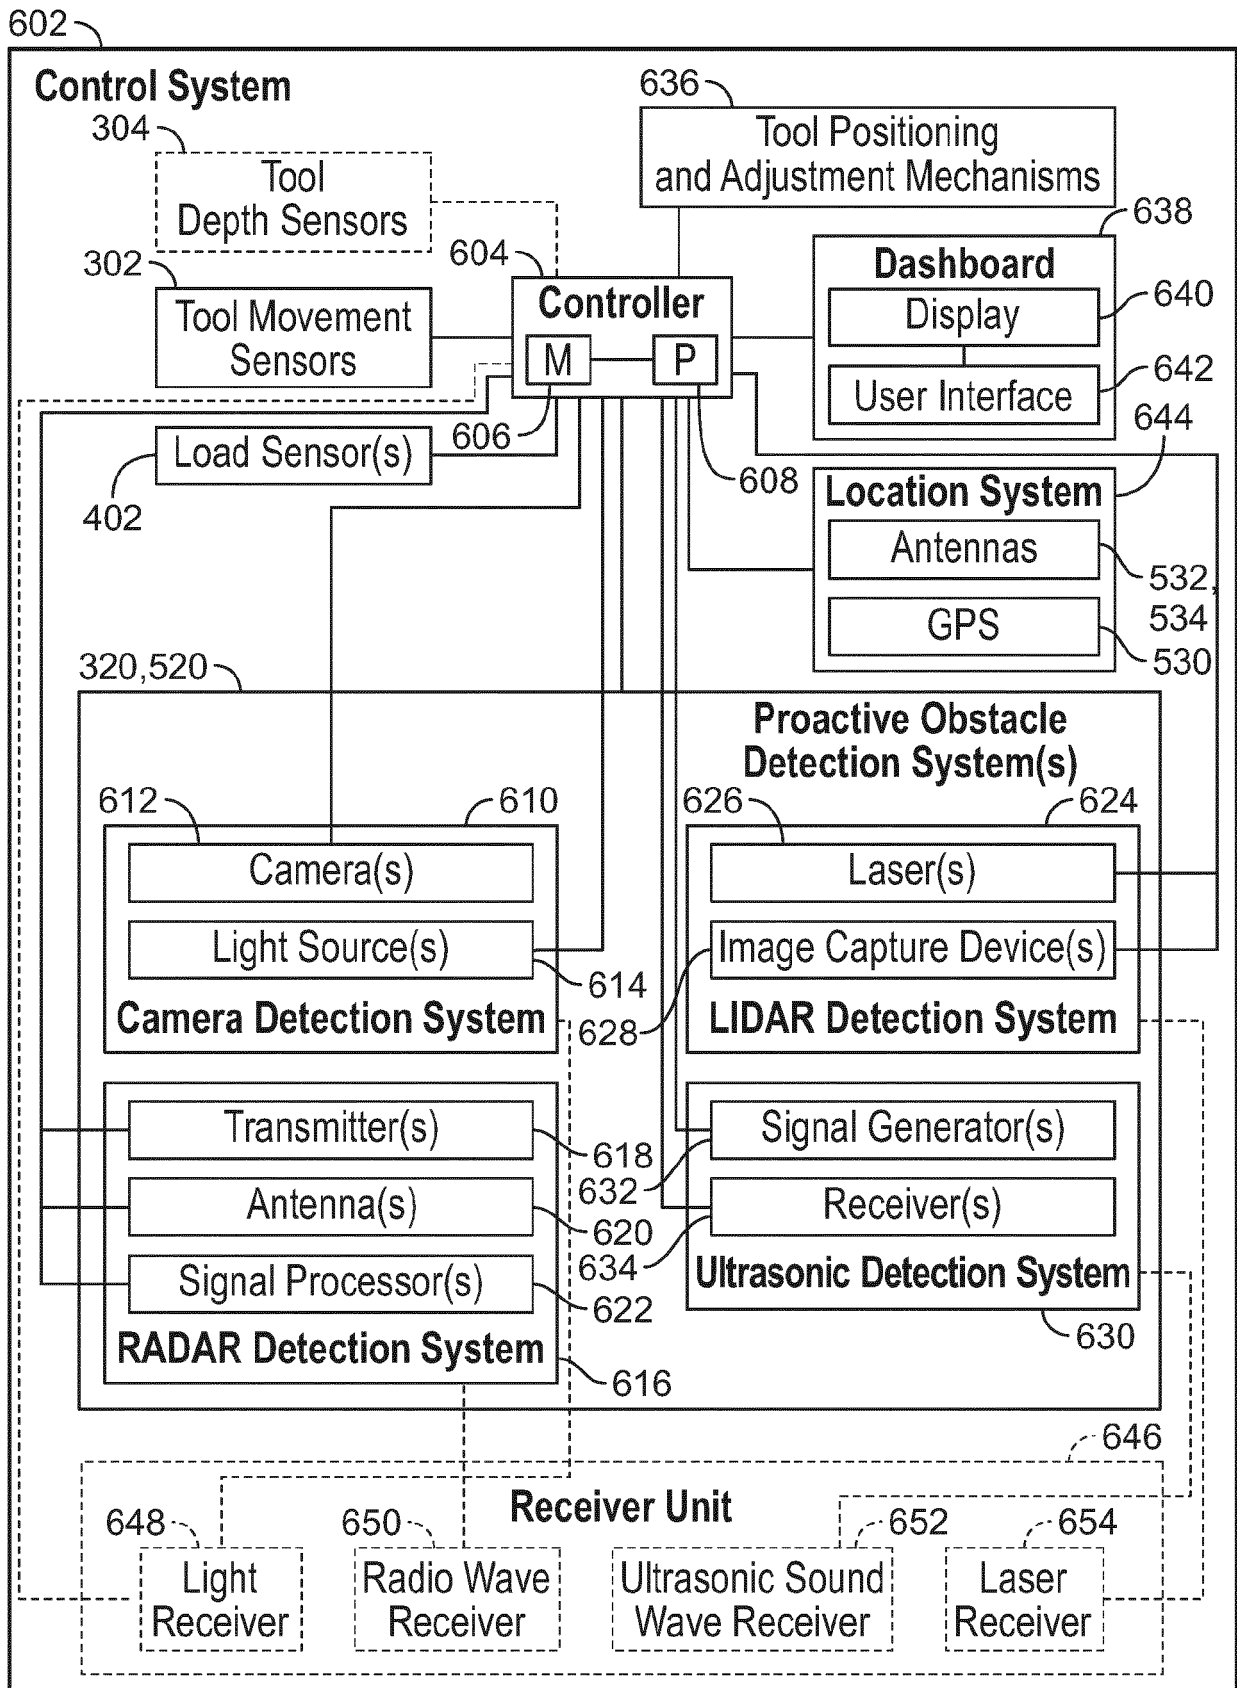 602
Control System
304
Tool
Depth Sensors
636
Tool Positioning
and Adjustment Mechanisms
638
302
Tool Movement
Sensors
604
Controller
M
P
606
608
Dashboard
Display
640
User Interface
642
644
Load Sensor(s)
402
Location System
Antennas
532,
534
GPS
530
320,520
Proactive Obstacle
Detection System(s)
612
610
Camera(s)
Light Source(s)
614
Camera Detection System
626
624
Laser(s)
Image Capture Device(s)
628
LIDAR Detection System
Transmitter(s)
618
Antenna(s)
620
Signal Processor(s)
622
RADAR Detection System
616
Signal Generator(s)
632
Receiver(s)
634
Ultrasonic Detection System
630
646
Receiver Unit
648
Light
Receiver
650
Radio Wave
Receiver
652
Ultrasonic Sound
Wave Receiver
654
Laser
Receiver